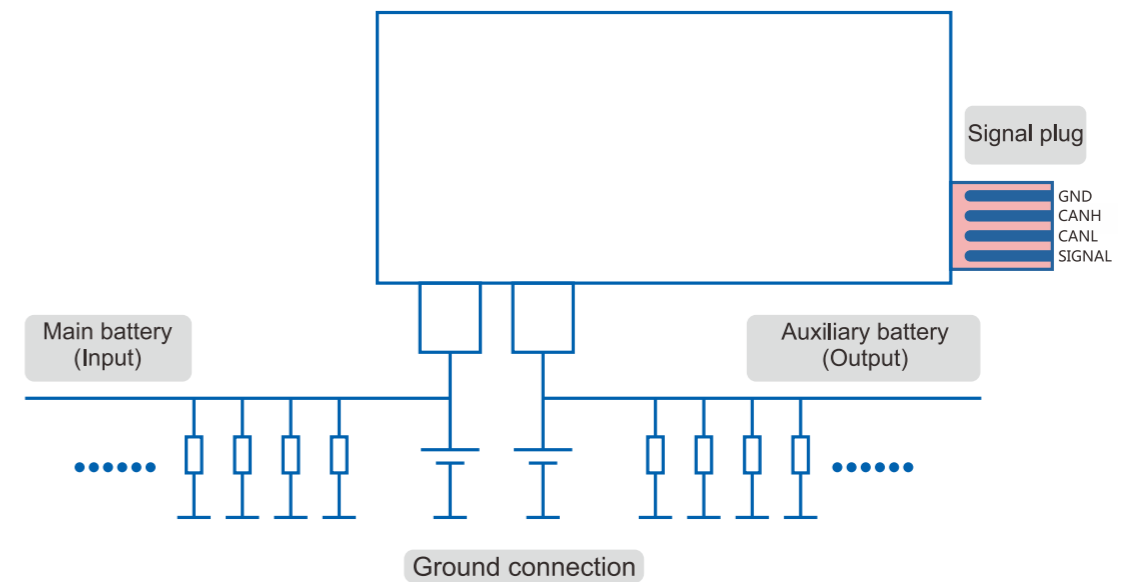 Signal plug
GND
CANH
CANL
SIGNAL
Main battery
(Input)
Auxiliary battery
(Output)
Ground connection